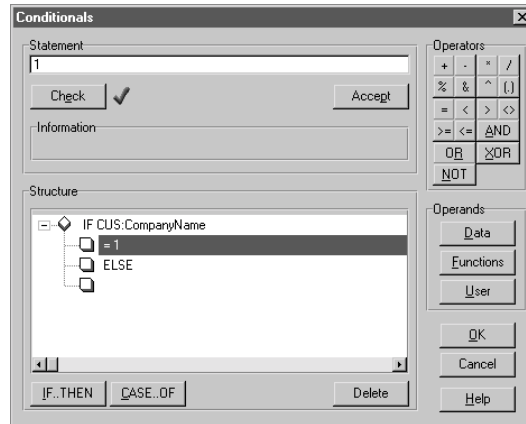 Conditionals
Statement
1
Check
Accept
Information
Structure
IF CUS:CompanyName
= 1
ELSE
IF..THEN
CASE..OF
Delete
Operators
+ - * /
% & ^ (.)
= < > <>
>= <= AND
OR XOR
NOT
Operands
Data
Functions
User
OK
Cancel
Help